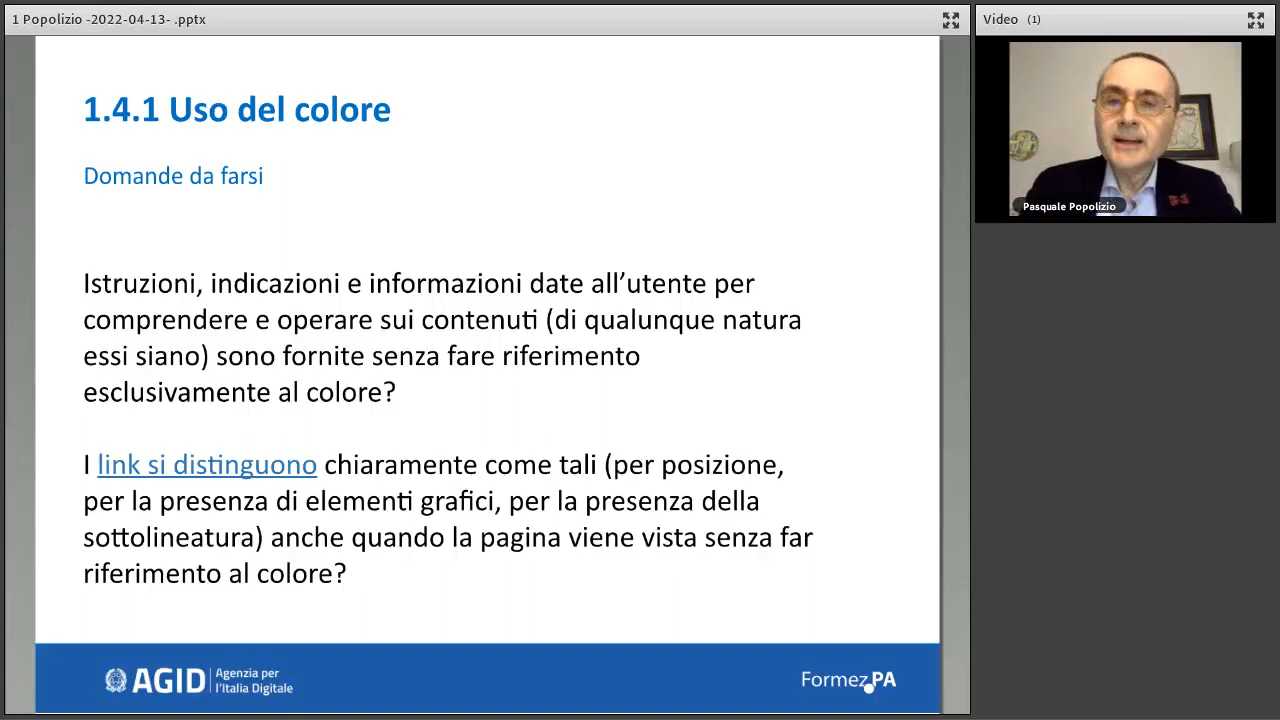 1 Popolizio -2022-04-13- .pptx
Video (1)
1.4.1 Uso del colore
Domande da farsi
Istruzioni, indicazioni e informazioni date all’utente per
comprendere e operare sui contenuti (di qualunque natura
essi siano) sono fornite senza fare riferimento
esclusivamente al colore?
I link si distinguono chiaramente come tali (per posizione,
per la presenza di elementi grafici, per la presenza della
sottolineatura) anche quando la pagina viene vista senza far
riferimento al colore?
Pasquale Popolizio
AGID
Agenzia per
l’Italia Digitale
Formez PA